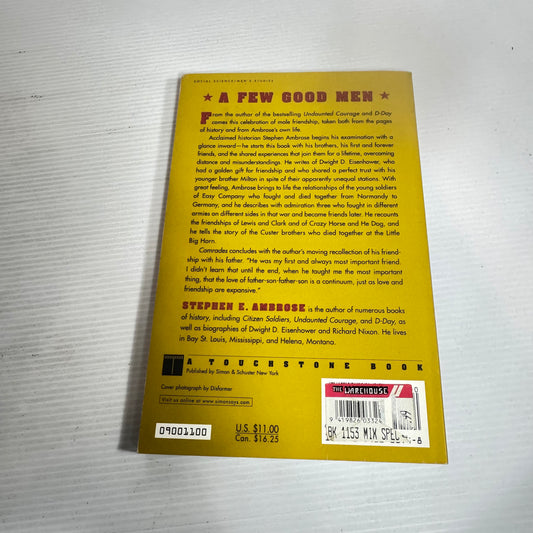 SOCIAL SCIENCE/MEN'S STUDIES
★ A FEW GOOD MEN ★
From the author of the bestselling Undaunted Courage and D-Day
comes this celebration of male friendship, taken both from the pages
of history and from Ambrose's own life.
Acclaimed historian Stephen Ambrose begins his examination with a
glance inward—he starts this book with his brothers, his first and forever
friends, and the shared experiences that join them for a lifetime, overcoming
distance and misunderstandings. He writes of Dwight D. Eisenhower, who
had a golden gift for friendship and who shared a perfect trust with his
younger brother Milton in spite of their apparently unequal stations. With
great feeling, Ambrose brings to life the relationships of the young soldiers
of Easy Company who fought and died together from Normandy to
Germany, and he describes with admiration three who fought in different
armies on different sides in that war and became friends later. He recounts
the friendships of Lewis and Clark and of Crazy Horse and He Dog, and
he tells the story of the Custer brothers who died together at the Little
Big Horn.
Comrades concludes with the author's moving recollection of his friend-
ship with his father. "He was my first and always most important friend.
I didn't learn that until the end, when he taught me the most important
thing, that the love of father-son-father-son is a continuum, just as love and
friendship are expansive."
STEPHEN E. AMBROSE is the author of numerous books
of history, including Citizen Soldiers, Undaunted Courage, and D-Day, as
well as biographies of Dwight D. Eisenhower and Richard Nixon. He lives
in Bay St. Louis, Mississippi, and Helena, Montana.
A TOUCHSTONE BOOK
Published by Simon & Schuster New York
Cover photograph by Disfarmer
Visit us online at www.simonsays.com
09001100
U.S. $11.00
Can. $16.25
THE WAREHOUSE
9 419826 03324
BK 1153 MIX SPEC